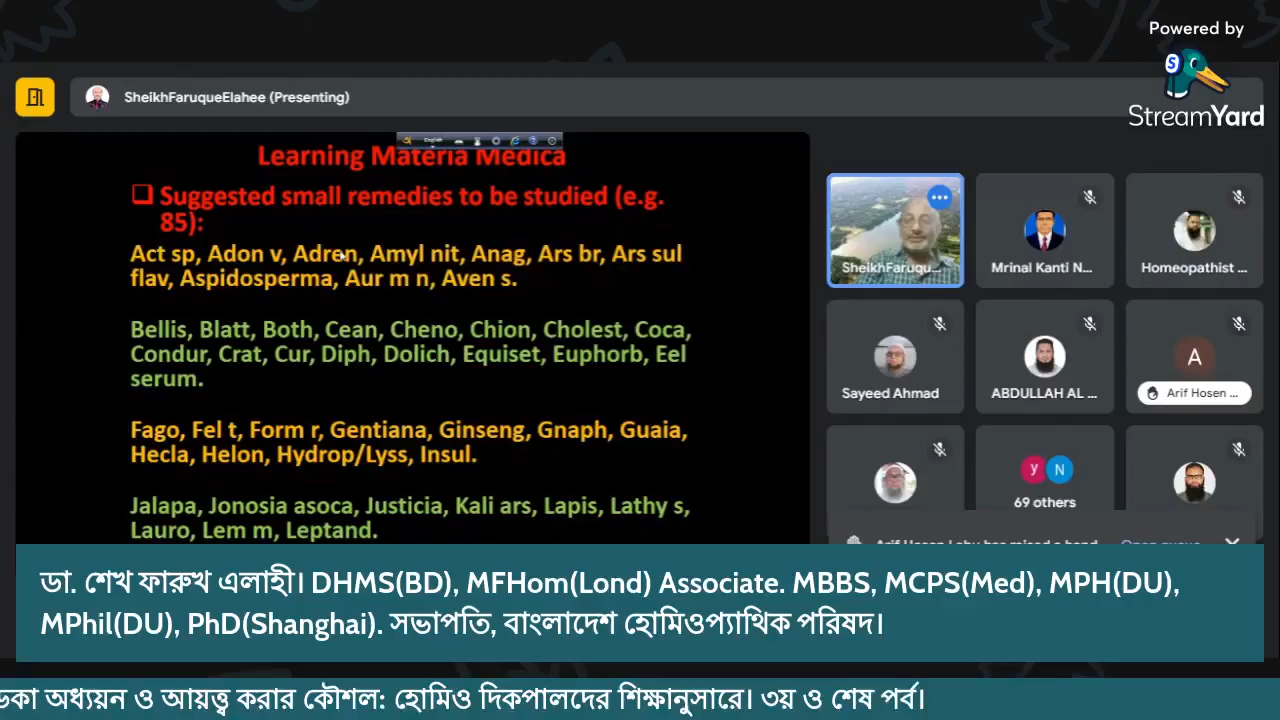 Powered by
StreamYard
SheikhFaruqueElahee (Presenting)
English
Learning Materia Medica
Suggested small remedies to be studied (e.g.
85):
Act sp, Adon v, Adren, Amyl nit, Anag, Ars br, Ars sul
flav, Aspidosperma, Aur m n, Aven s.
Bellis, Blatt, Both, Cean, Cheno, Chion, Cholest, Coca,
Condur, Crat, Cur, Diph, Dolich, Equiset, Euphorb, Eel
serum.
Fago, Fel t, Form r, Gentiana, Ginseng, Gnaph, Guaia,
Hecla, Helon, Hydrop/Lyss, Insul.
Jalapa, Jonosia asoca, Justicia, Kali ars, Lapis, Lathy s,
Lauro, Lem m, Leptand.
SheikhFaruqu...
Mrinal Kanti N...
Homeopathist ...
Sayeed Ahmad
ABDULLAH AL ...
A
Arif Hosen ...
y N
69 others
ডা. শেখ ফারুখ এলাহী। DHMS(BD), MFHom(Lond) Associate. MBBS, MCPS(Med), MPH(DU),
MPhil(DU), PhD(Shanghai). সভাপতি, বাংলাদেশ হোমিওপ্যাথিক পরিষদ।
অধ্যয়ন ও আয়ত্ত্ব করার কৌশল: হোমিও দিকপালদের শিক্ষানুসারে। ৩য় ও শেষ পর্ব।